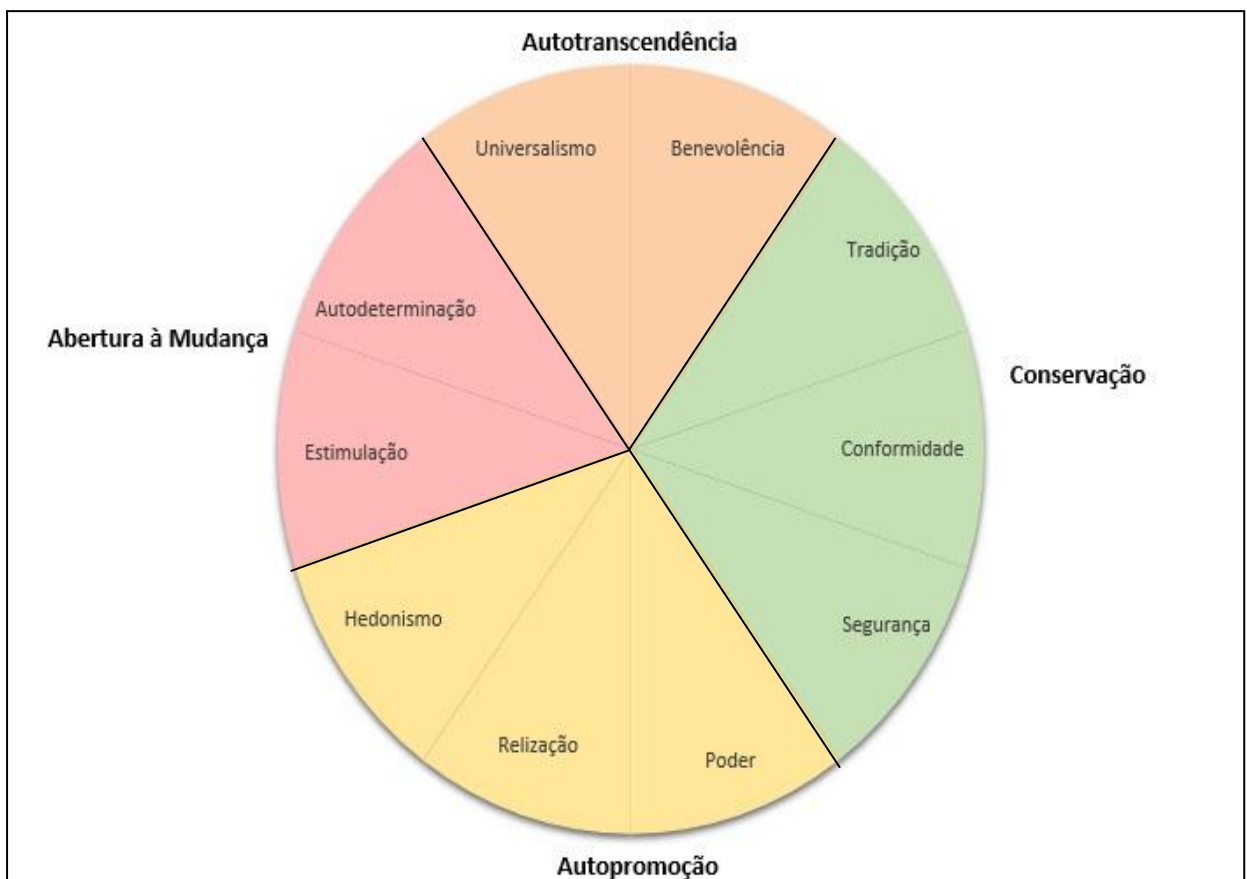 Autotranscendência
Universalismo
Benevolência
Tradição
Autodeterminação
Abertura à Mudança
Conservação
Estimulação
Conformidade
Hedonismo
Segurança
Relização
Poder
Autopromoção